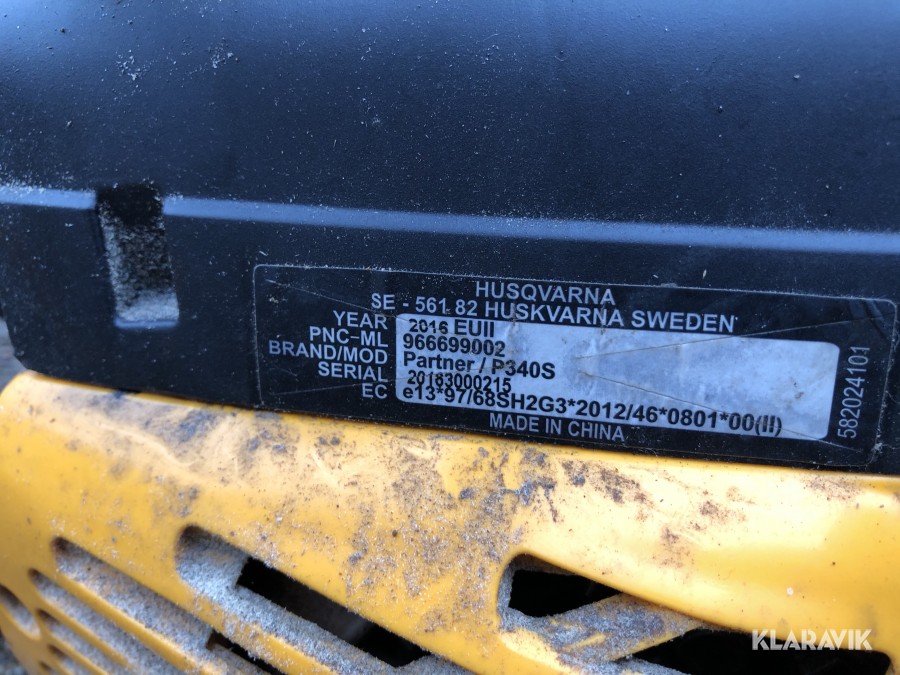 HUSQVARNA
SE - 561 82 HUSKVARNA SWEDEN
YEAR 2016 EUII
PNC-ML 966699002
BRAND/MOD Partner / P340S
SERIAL 20163000215
EC e13*97/68SH2G3*2012/46*0801*00(II)
MADE IN CHINA
582024101
KLARAVIK